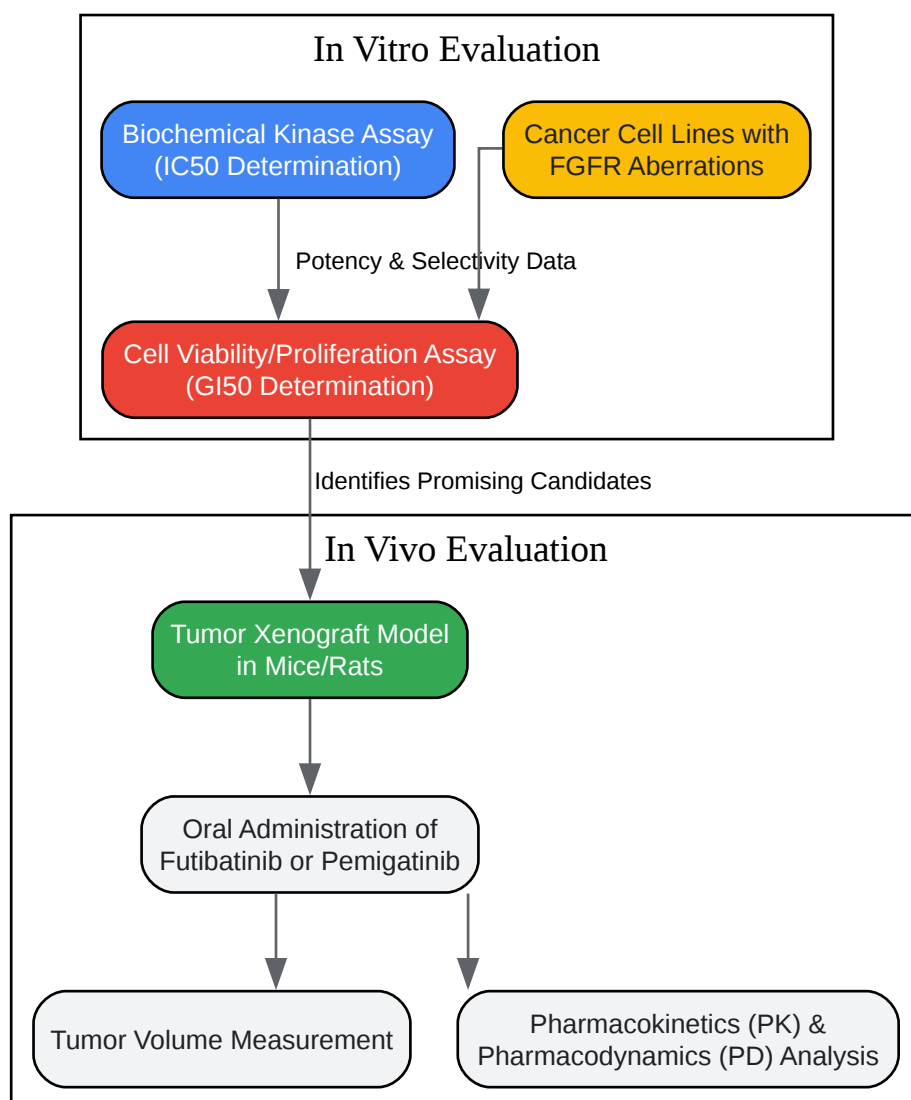 In Vitro Evaluation
Biochemical Kinase Assay
(IC50 Determination)
Cancer Cell Lines with
FGFR Aberrations
Potency & Selectivity Data
Cell Viability/Proliferation Assay
(GI50 Determination)
Identifies Promising Candidates
In Vivo Evaluation
Tumor Xenograft Model
in Mice/Rats
Oral Administration of
Futibatinib or Pemigatinib
Tumor Volume Measurement
Pharmacokinetics (PK) &
Pharmacodynamics (PD) Analysis